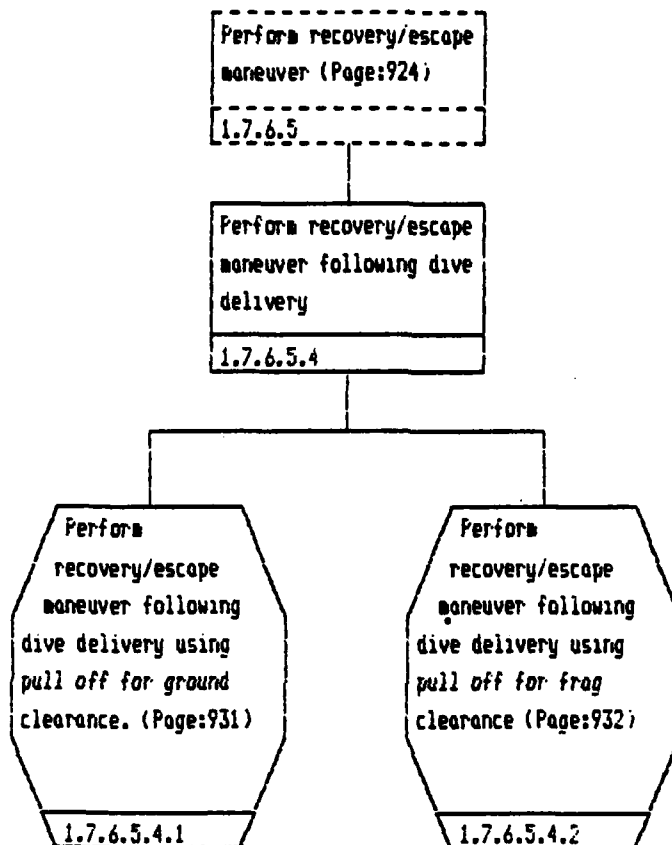 Perform recovery/escape
maneuver (Page:924)
1.7.6.5
Perform recovery/escape
maneuver following dive
delivery
1.7.6.5.4
Perform
recovery/escape
maneuver following
dive delivery using
pull off for ground
clearance. (Page:931)
1.7.6.5.4.1
Perform
recovery/escape
maneuver following
dive delivery using
pull off for frag
clearance (Page:932)
1.7.6.5.4.2